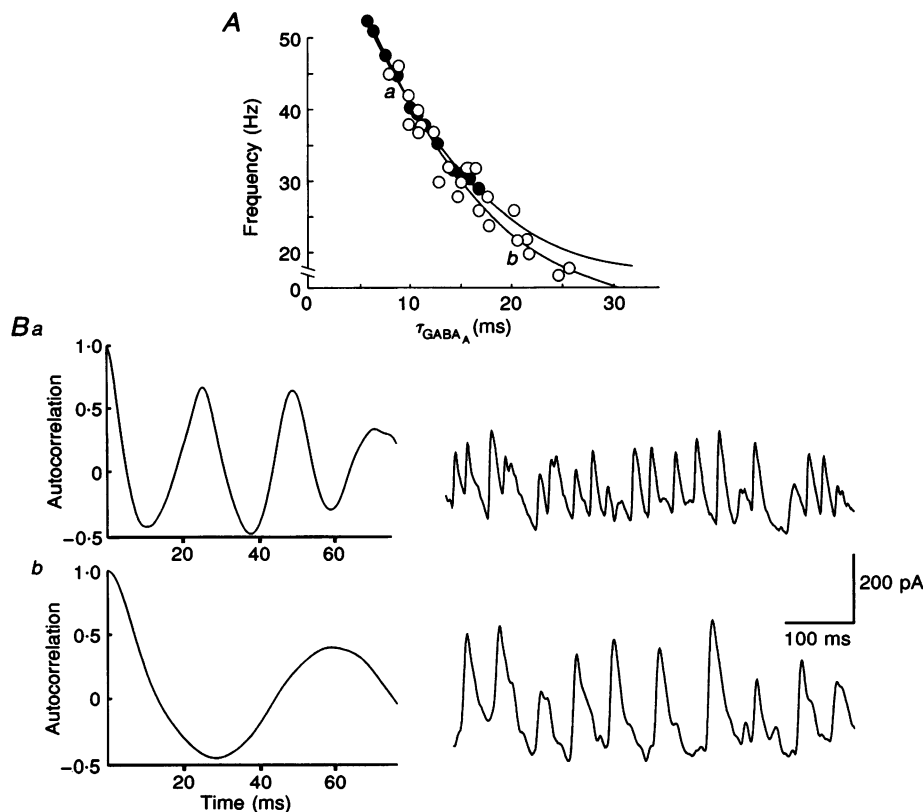 A
50
40
30
20
0
Frequency (Hz)
a
b
0 10 20 30
τGABAA (ms)
Ba
1·0
0·5
0
−0·5
Autocorrelation
20 40 60
b
1·0
0·5
0
−0·5
Autocorrelation
20 40 60
Time (ms)
200 pA
100 ms